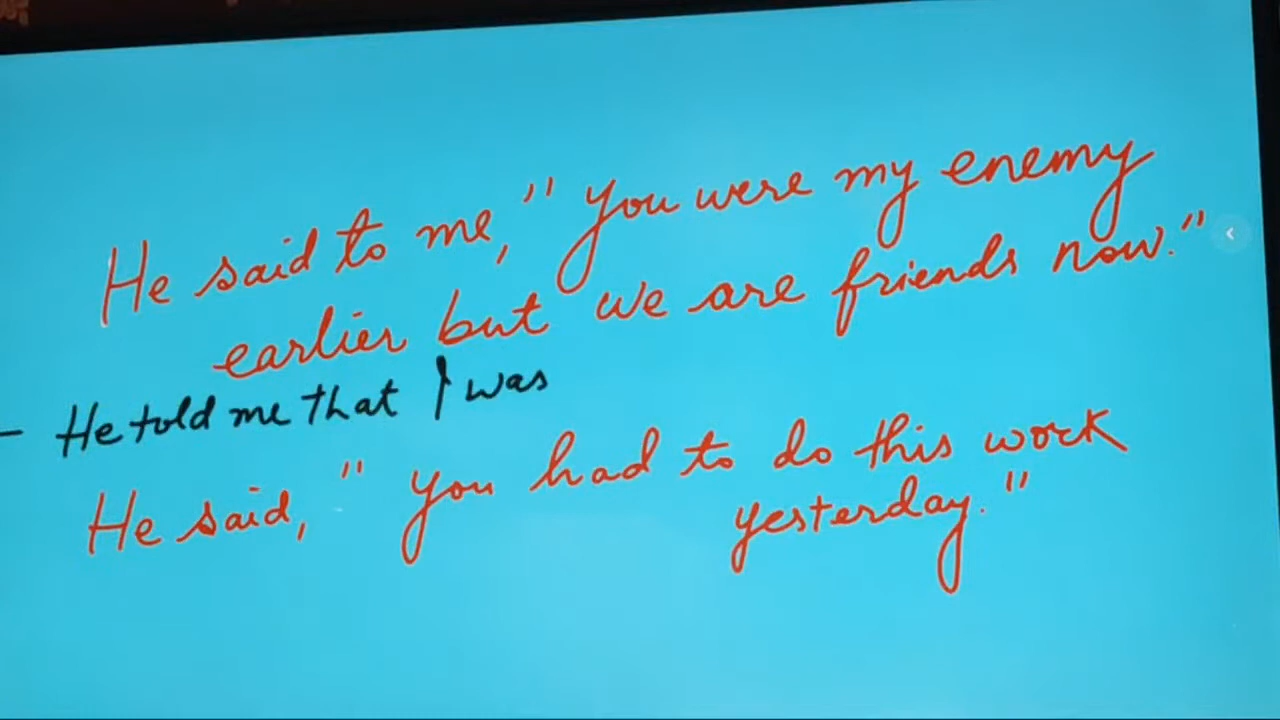 He said to me, "You were my enemy
earlier but we are friends now."
- He told me that I was
He said, "You had to do this work
yesterday."